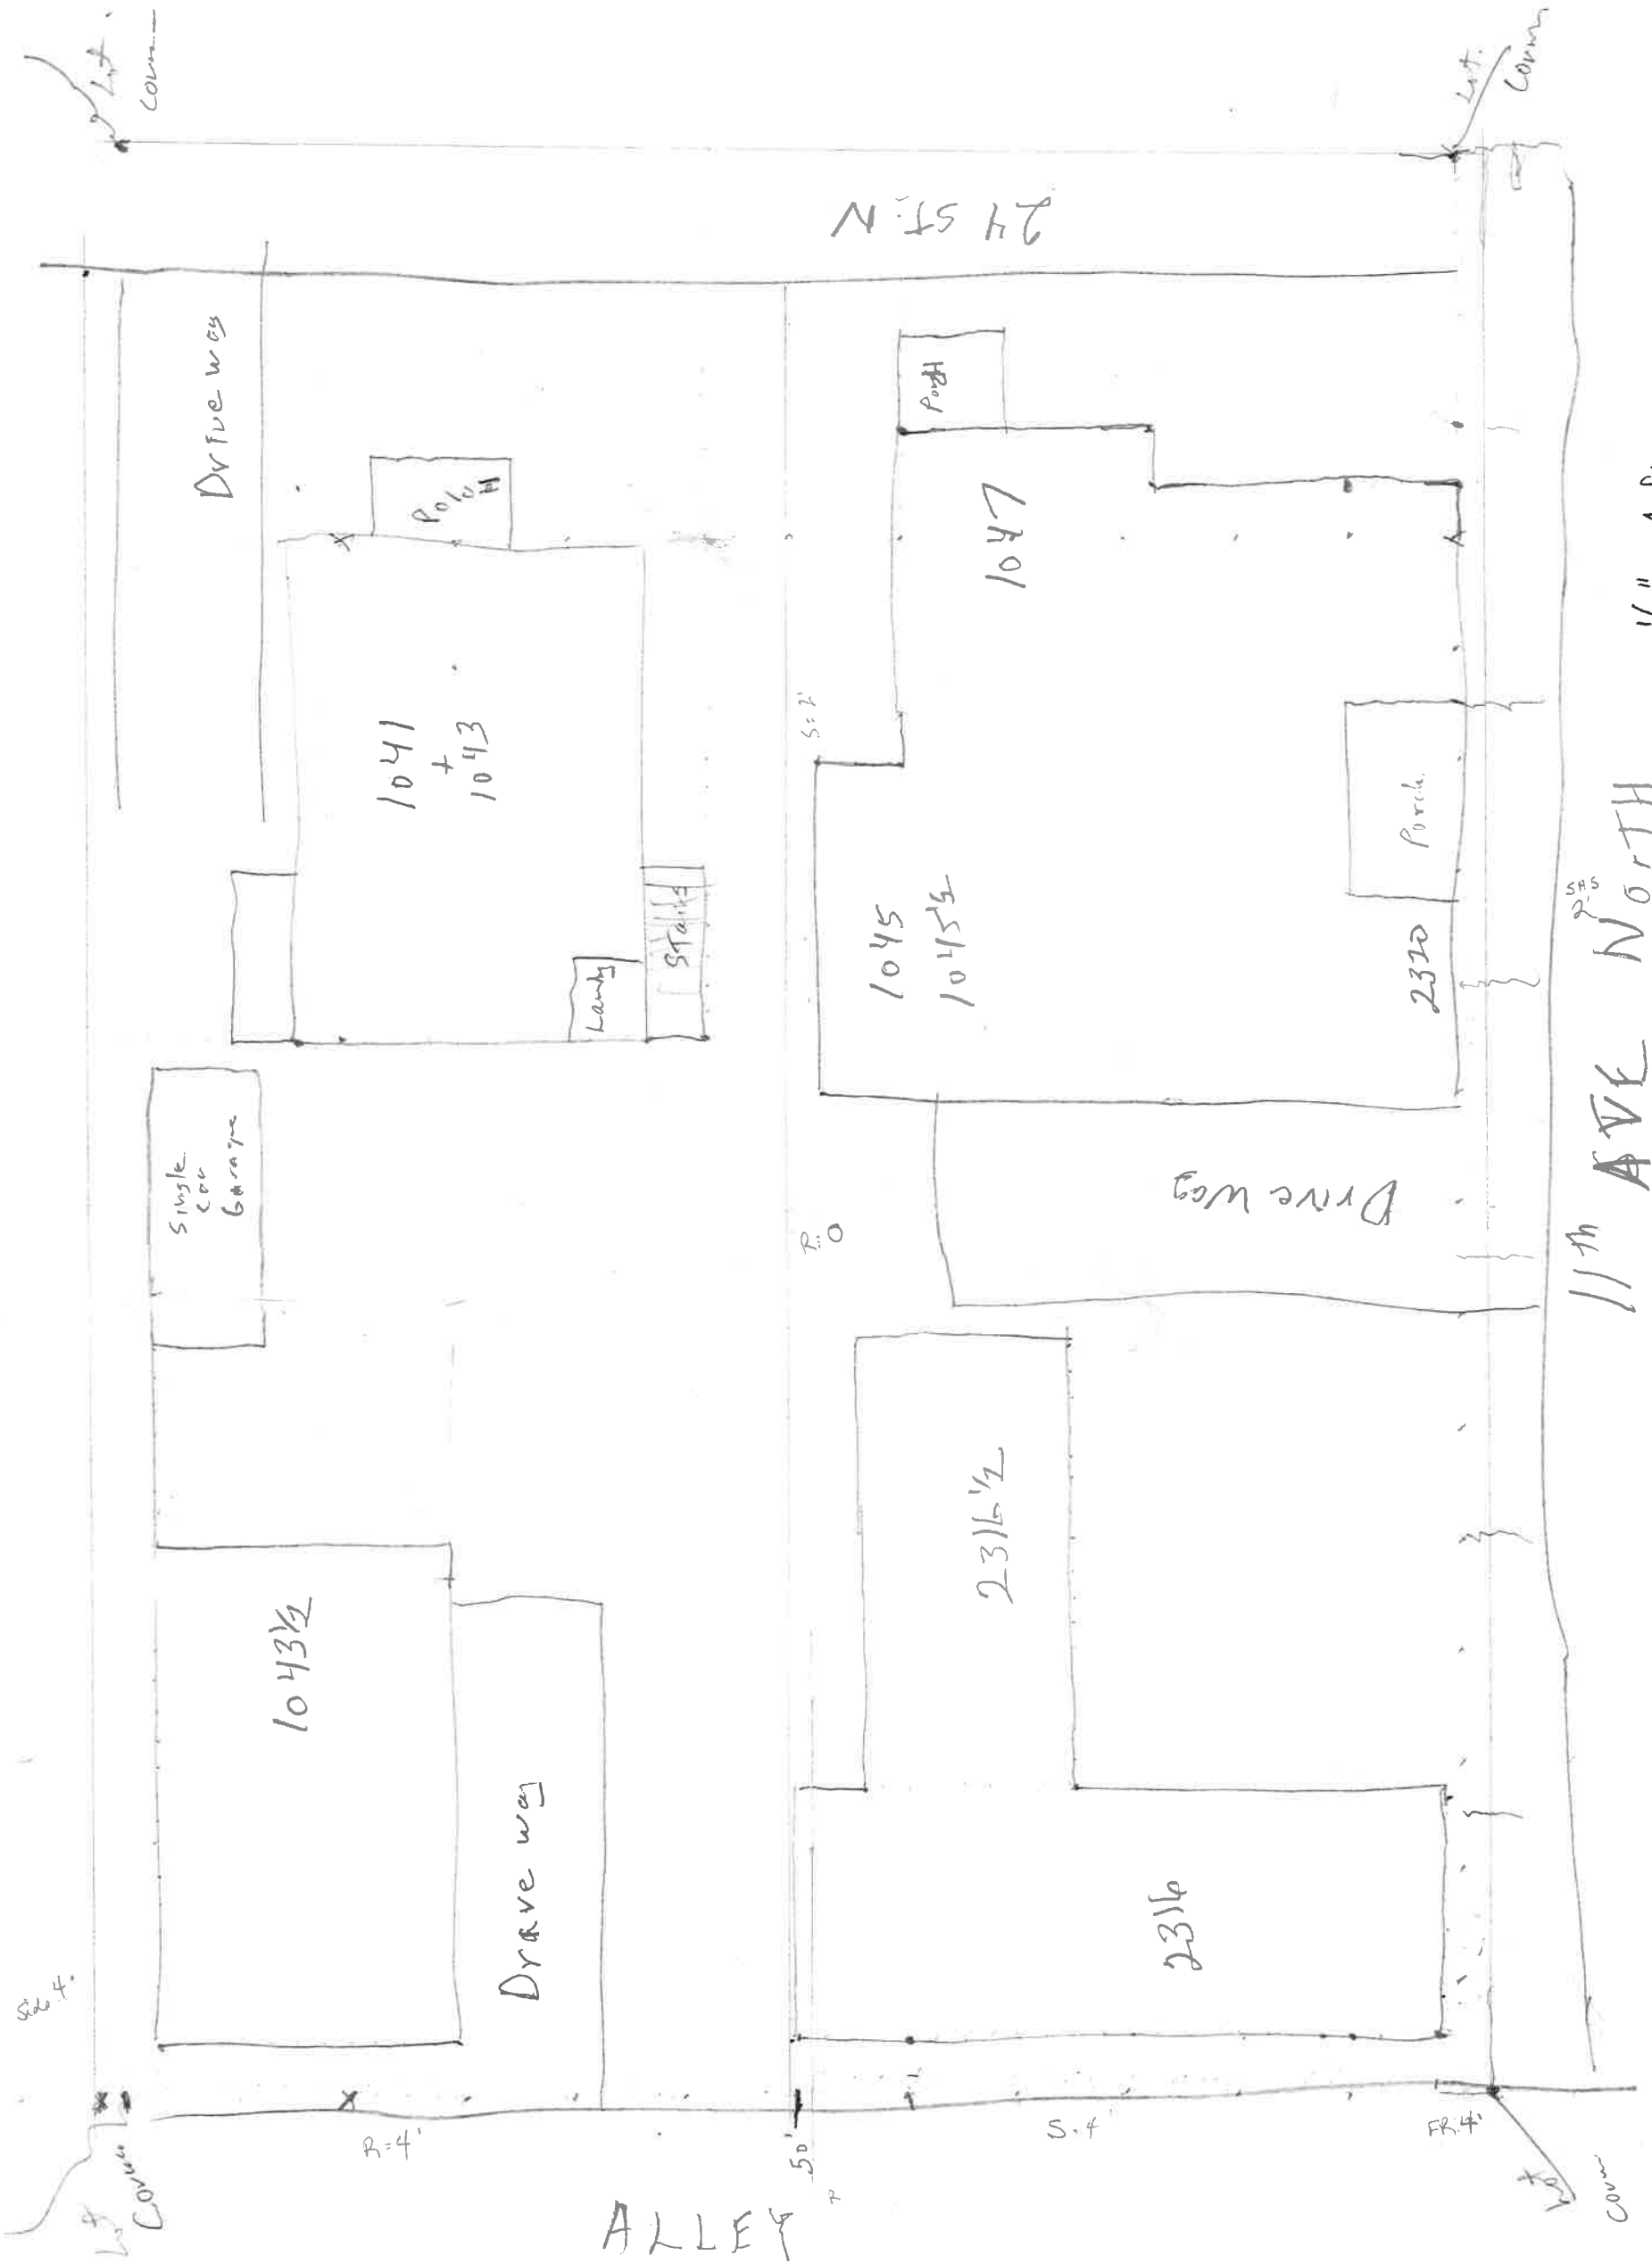 Lot
Corner
24 ST. N
Lot.
Corner
Drive way
Porch
1041
+
1043
Stairs
Single
car
Garage
1043½
Drive way
Side 4'
Lot
Corner
R=4'
50'
ALLEY
Porch
1047
S=2'
1045
1045½
Porch
2320
R
0
Drive way
2316½
2316
S.4'
FR.4'
Lot
Corner
11th AVE NorTH